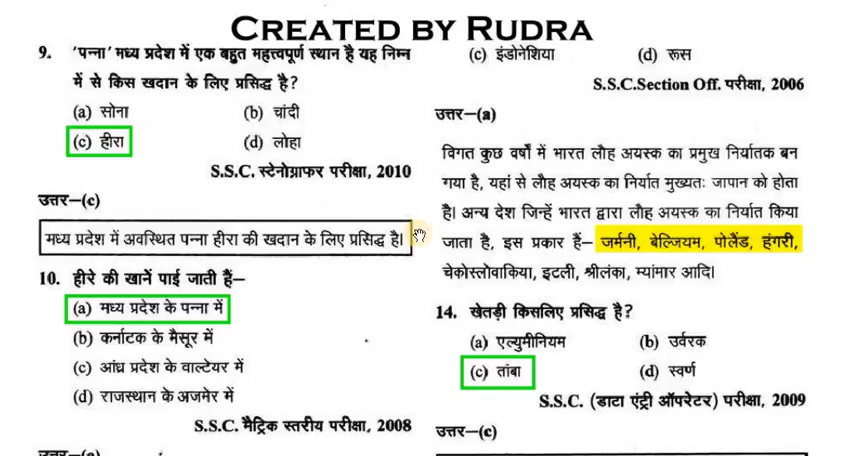 CREATED BY RUDRA
9. 'पन्ना' मध्य प्रदेश में एक बहुत महत्त्वपूर्ण स्थान है यह निम्न
में से किस खदान के लिए प्रसिद्ध है?
(a) सोना (b) चांदी
(c) हीरा (d) लोहा
S.S.C. स्टेनोग्राफर परीक्षा, 2010
उत्तर–(c)
मध्य प्रदेश में अवस्थित पन्ना हीरा की खदान के लिए प्रसिद्ध है।
10. हीरे की खानें पाई जाती हैं–
(a) मध्य प्रदेश के पन्ना में
(b) कर्नाटक के मैसूर में
(c) आंध्र प्रदेश के वाल्टेयर में
(d) राजस्थान के अजमेर में
S.S.C. मैट्रिक स्तरीय परीक्षा, 2008
उत्तर–(a)
(c) इंडोनेशिया (d) रूस
S.S.C.Section Off. परीक्षा, 2006
उत्तर–(a)
विगत कुछ वर्षों में भारत लौह अयस्क का प्रमुख निर्यातक बन
गया है, यहां से लौह अयस्क का निर्यात मुख्यतः जापान को होता
है। अन्य देश जिन्हें भारत द्वारा लौह अयस्क का निर्यात किया
जाता है, इस प्रकार हैं– जर्मनी, बेल्जियम, पोलैंड, हंगरी,
चेकोस्लोवाकिया, इटली, श्रीलंका, म्यांमार आदि।
14. खेतड़ी किसलिए प्रसिद्ध है?
(a) एल्युमीनियम (b) उर्वरक
(c) तांबा (d) स्वर्ण
S.S.C. (डाटा एंट्री ऑपरेटर) परीक्षा, 2009
उत्तर–(c)